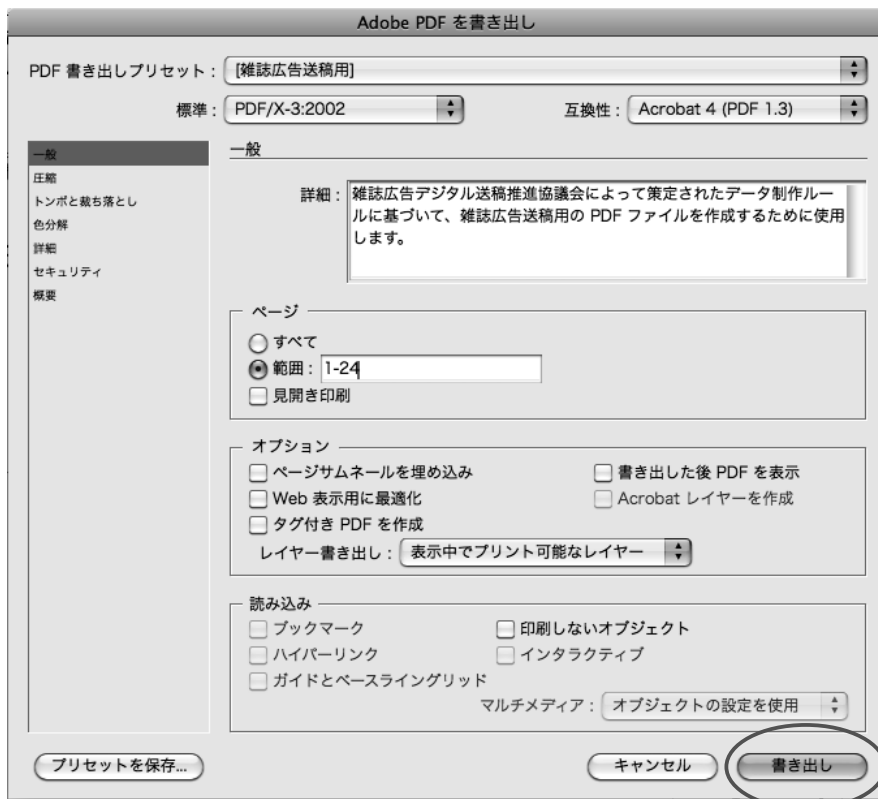 Adobe PDF を書き出し
PDF 書き出しプリセット： [雑誌広告送稿用]
標準： PDF/X-3:2002 互換性： Acrobat 4 (PDF 1.3)
一般
圧縮
トンボと裁ち落とし
色分解
詳細
セキュリティ
概要
一般
詳細： 雑誌広告デジタル送稿推進協議会によって策定されたデータ制作ルー
ルに基づいて、雑誌広告送稿用の PDF ファイルを作成するために使用
します。
ページ
すべて
範囲： 1-24
見開き印刷
オプション
ページサムネールを埋め込み 書き出した後 PDF を表示
Web 表示用に最適化 Acrobat レイヤーを作成
タグ付き PDF を作成
レイヤー書き出し： 表示中でプリント可能なレイヤー
読み込み
ブックマーク 印刷しないオブジェクト
ハイパーリンク インタラクティブ
ガイドとベースライングリッド
マルチメディア： オブジェクトの設定を使用
プリセットを保存... キャンセル 書き出し